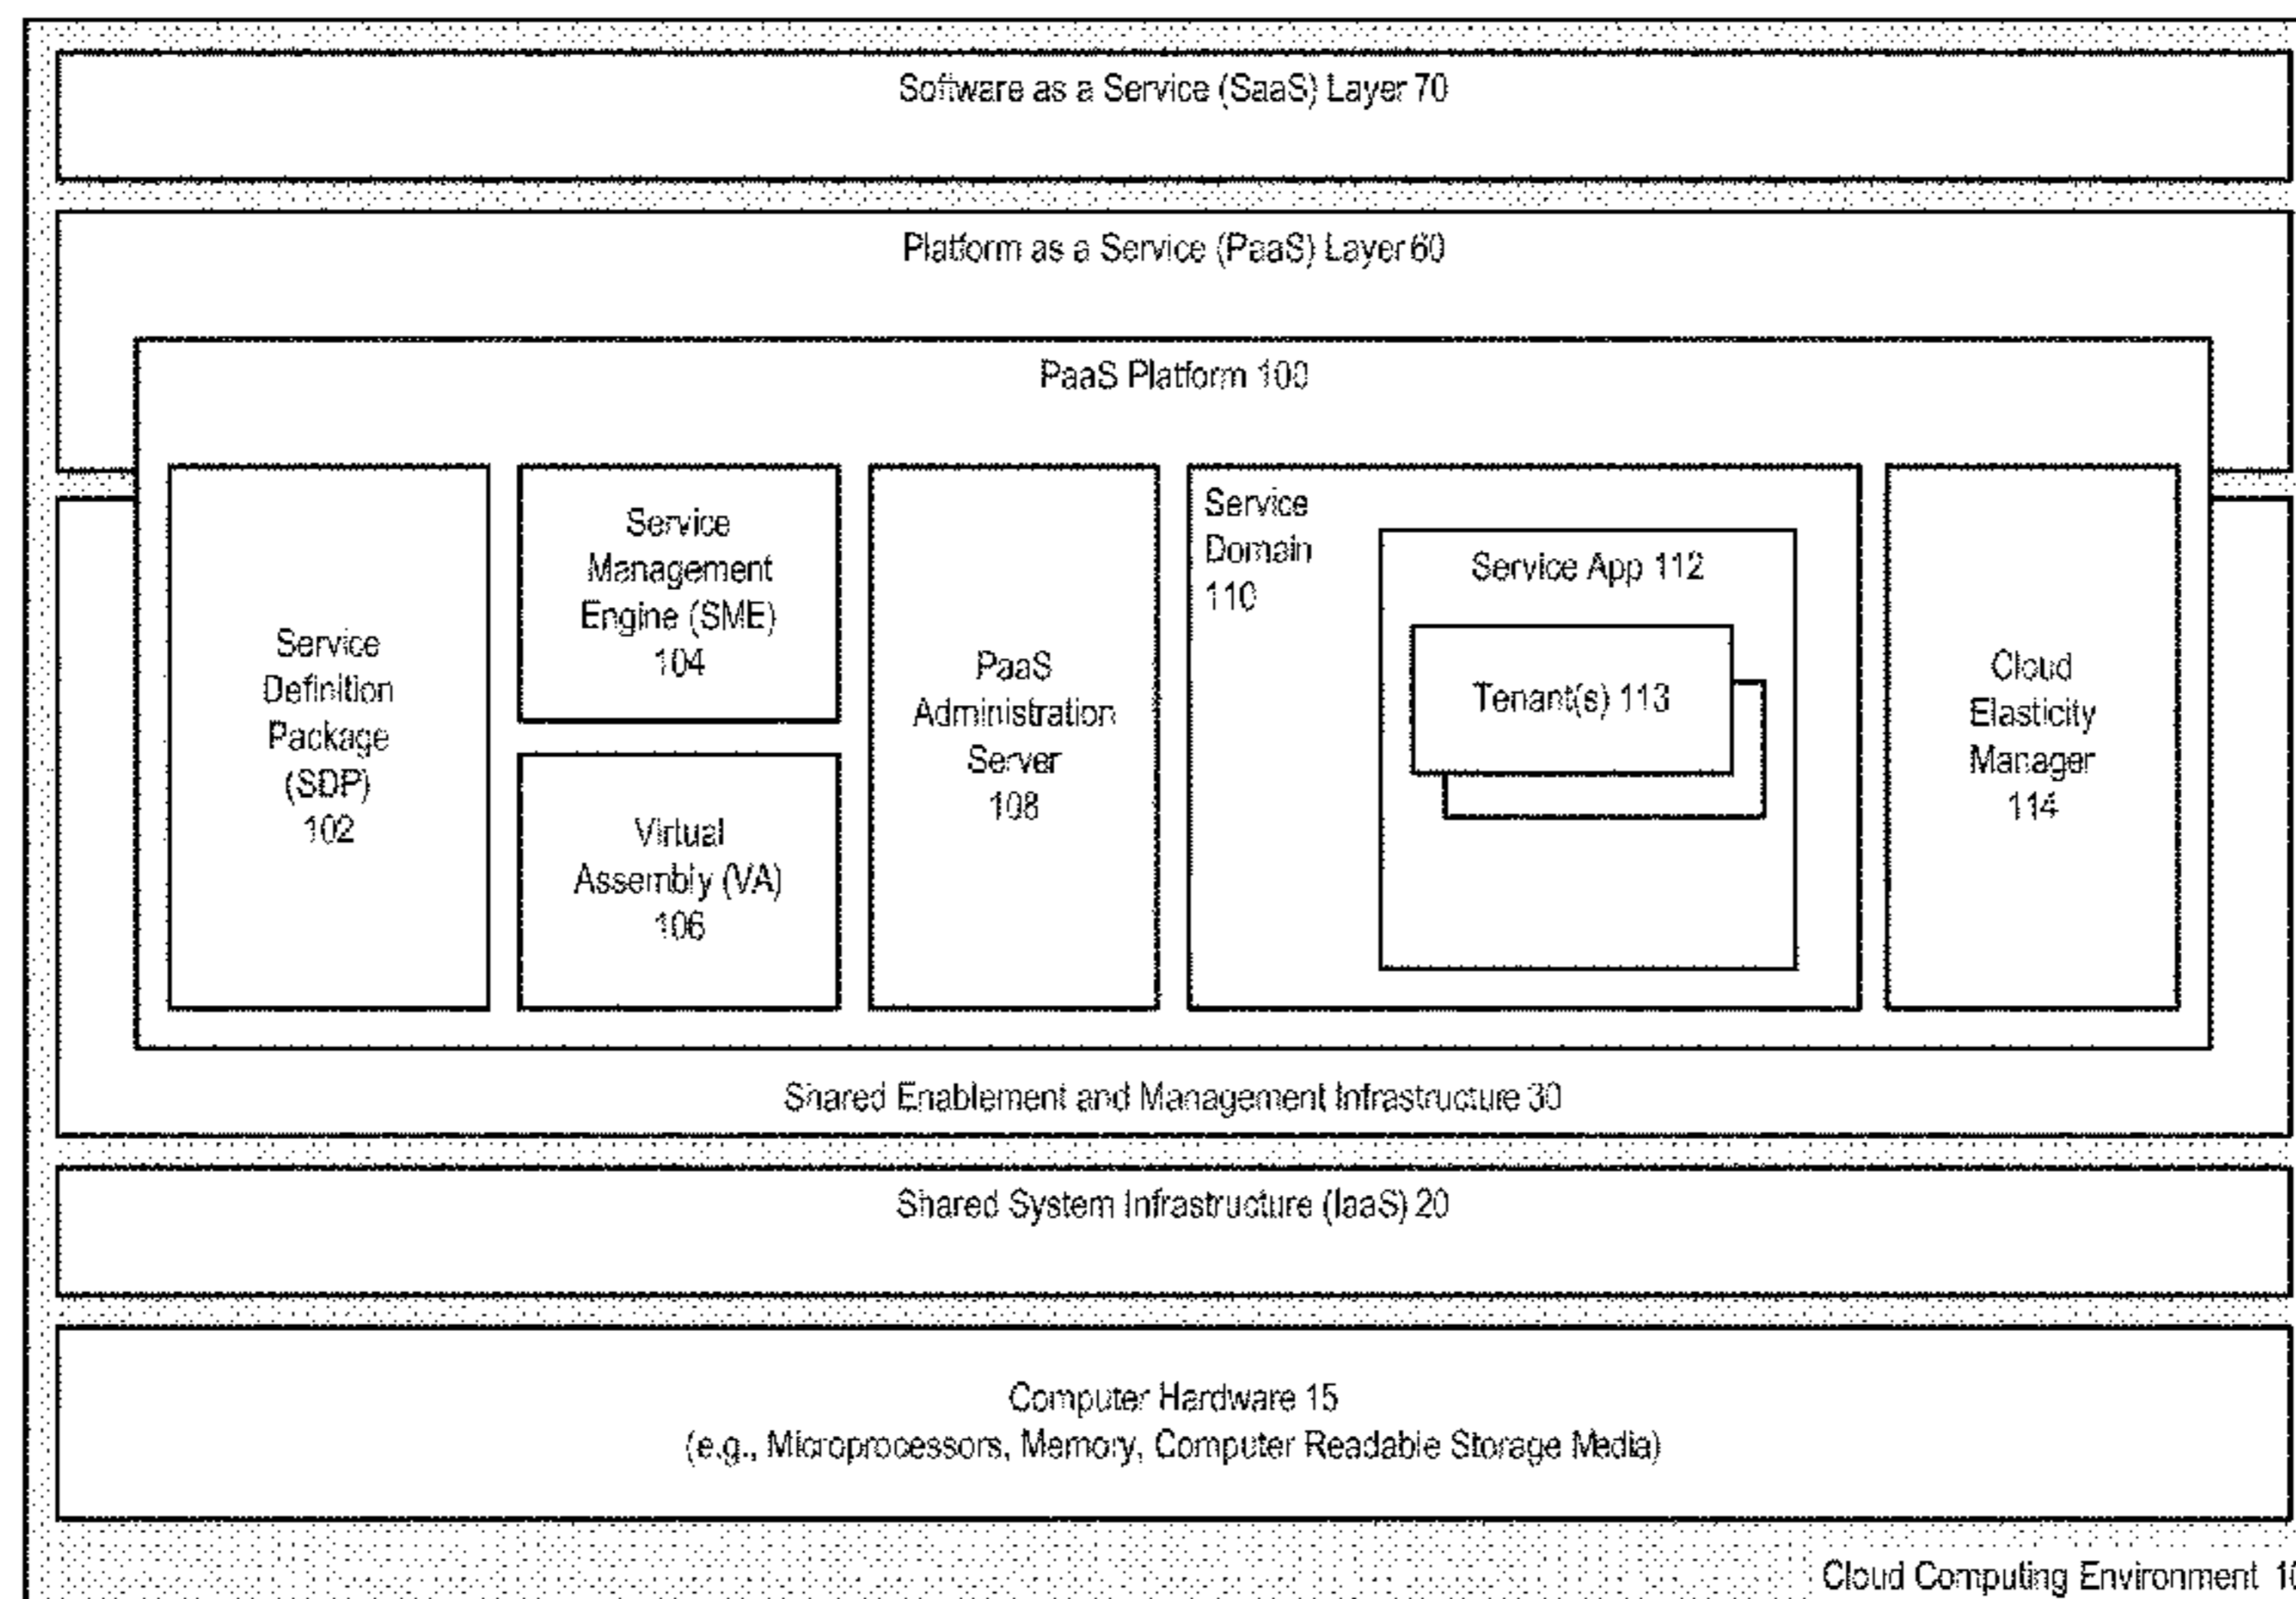 Software as a Service (SaaS) Layer 70
Platform as a Service (PaaS) Layer 60
PaaS Platform 100
Service
Definition
Package
(SDP)
102
Service
Management
Engine (SME)
104
Virtual
Assembly (VA)
106
PaaS
Administration
Server
108
Service
Domain
110
Service App 112
Tenant(s) 113
Cloud
Elasticity
Manager
114
Shared Enablement and Management Infrastructure 30
Shared System Infrastructure (IaaS) 20
Computer Hardware 15
(e.g., Microprocessors, Memory, Computer Readable Storage Media)
Cloud Computing Environment